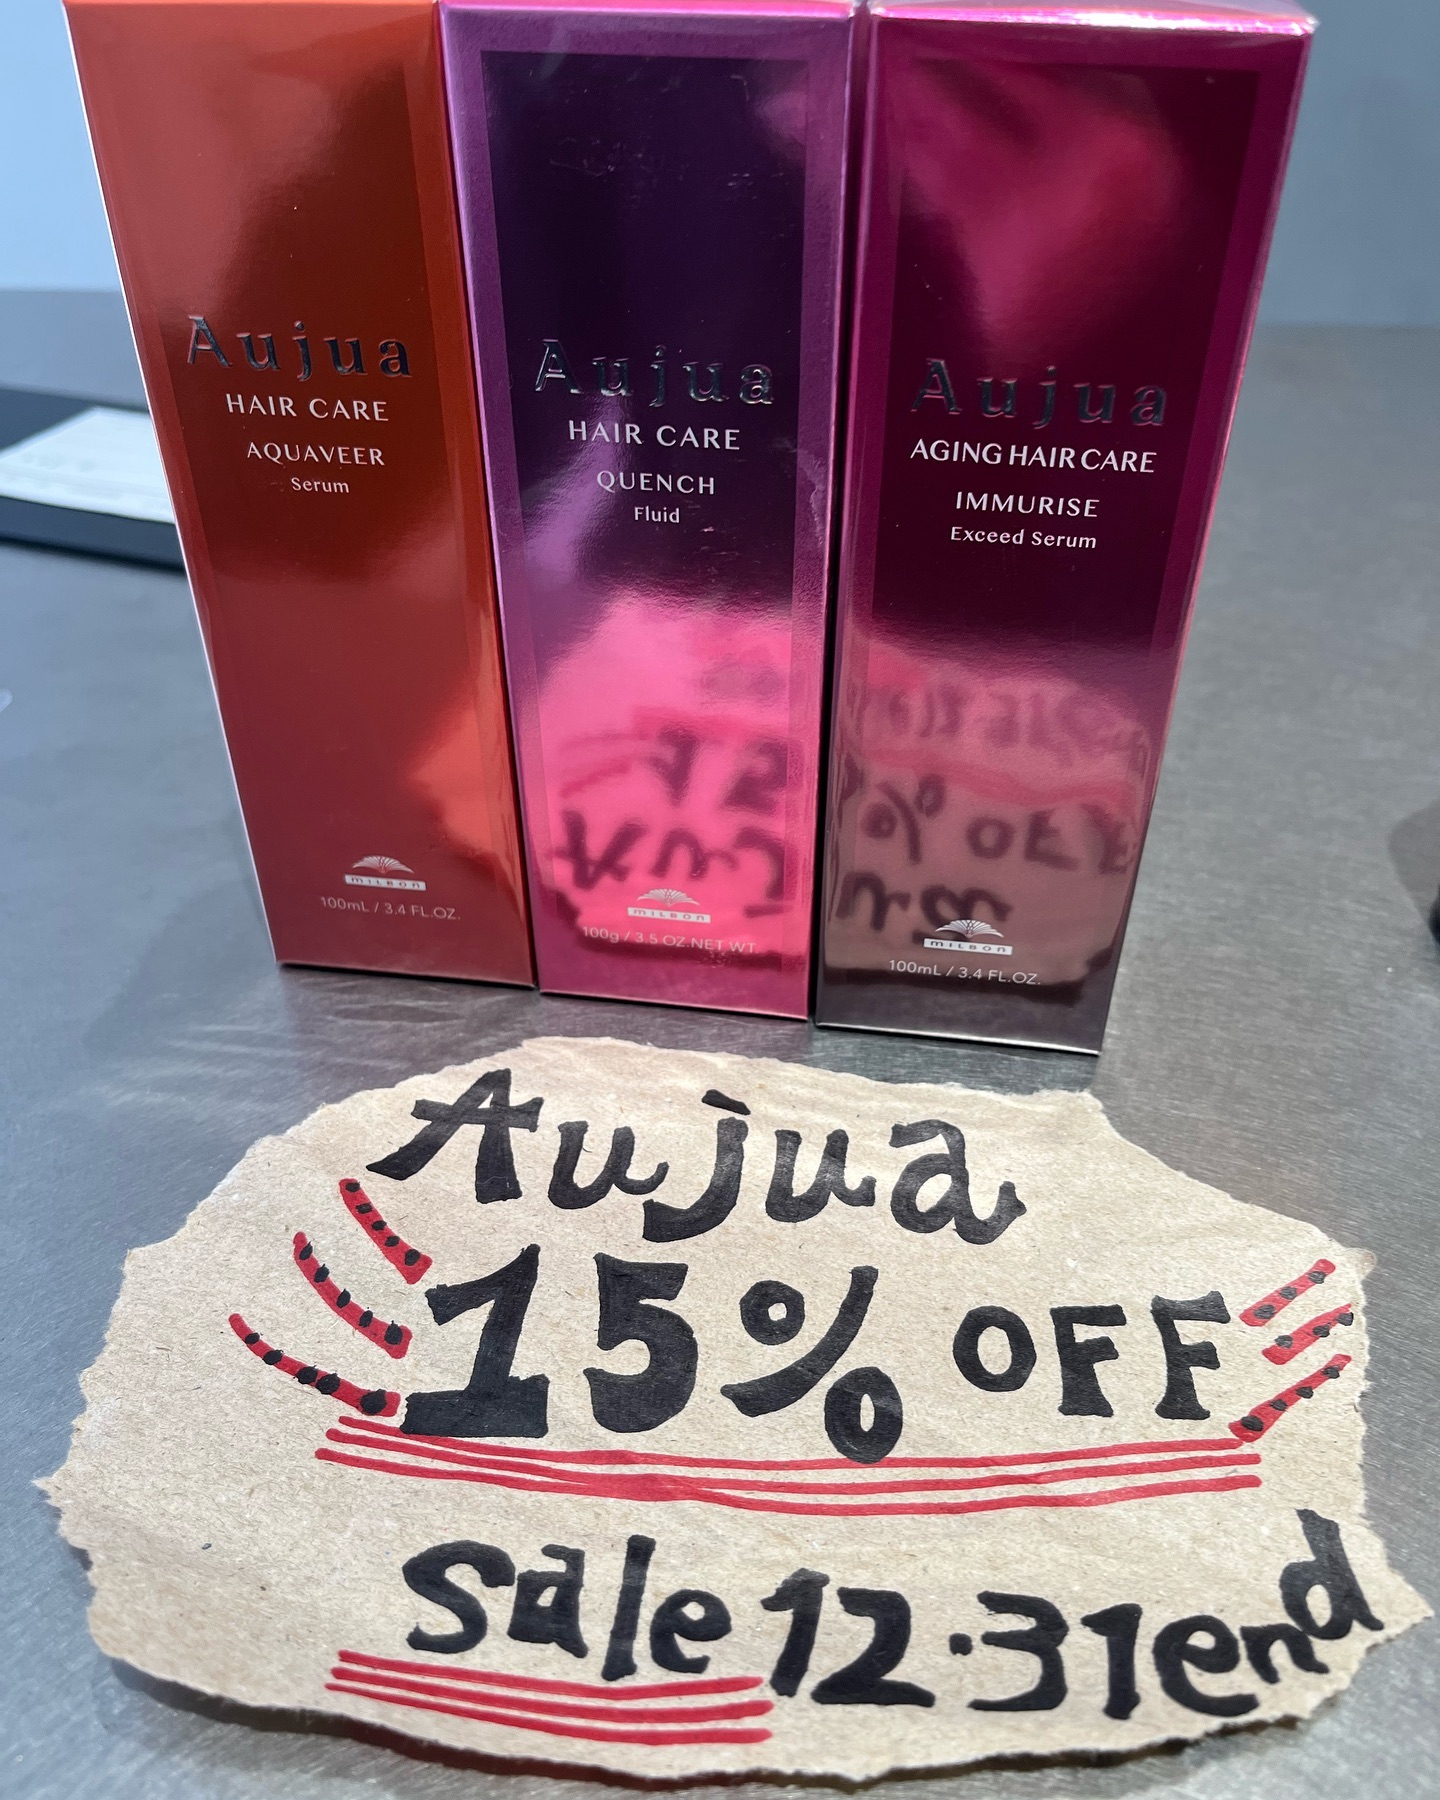 Aujua
HAIR CARE
AQUAVEER
Serum
MILBON
100mL / 3.4 FL.OZ.
Aujua
HAIR CARE
QUENCH
Fluid
MILBON
100g / 3.5 OZ.NET WT.
Aujua
AGING HAIR CARE
IMMURISE
Exceed Serum
MILBON
100mL / 3.4 FL.OZ.
Aujua
15% OFF
Sale 12.31 end